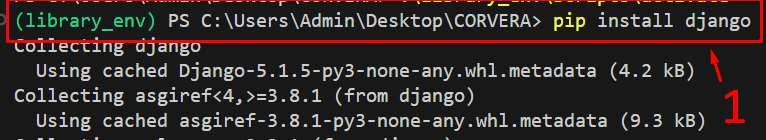 (library_env) PS C:\Users\Admin\Desktop\CORVERA> pip install django
Collecting django
Using cached Django-5.1.5-py3-none-any.whl.metadata (4.2 kB)
Collecting asgiref<4,>=3.8.1 (from django)
Using cached asgiref-3.8.1-py3-none-any.whl.metadata (9.3 kB)
1